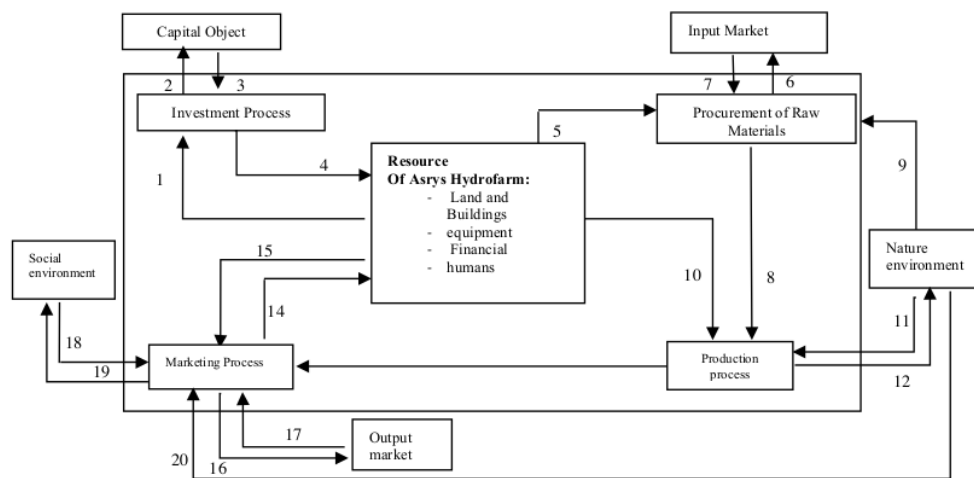 Capital Object
Input Market
2
3
7
6
Investment Process
Procurement of Raw
Materials
5
4
1
9
Resource
Of Asrys Hydrofarm:
- Land and
Buildings
- equipment
- Financial
- humans
Social
environment
Nature
environment
15
10
8
14
11
18
Marketing Process
Production
process
19
12
17
Output
market
20
16